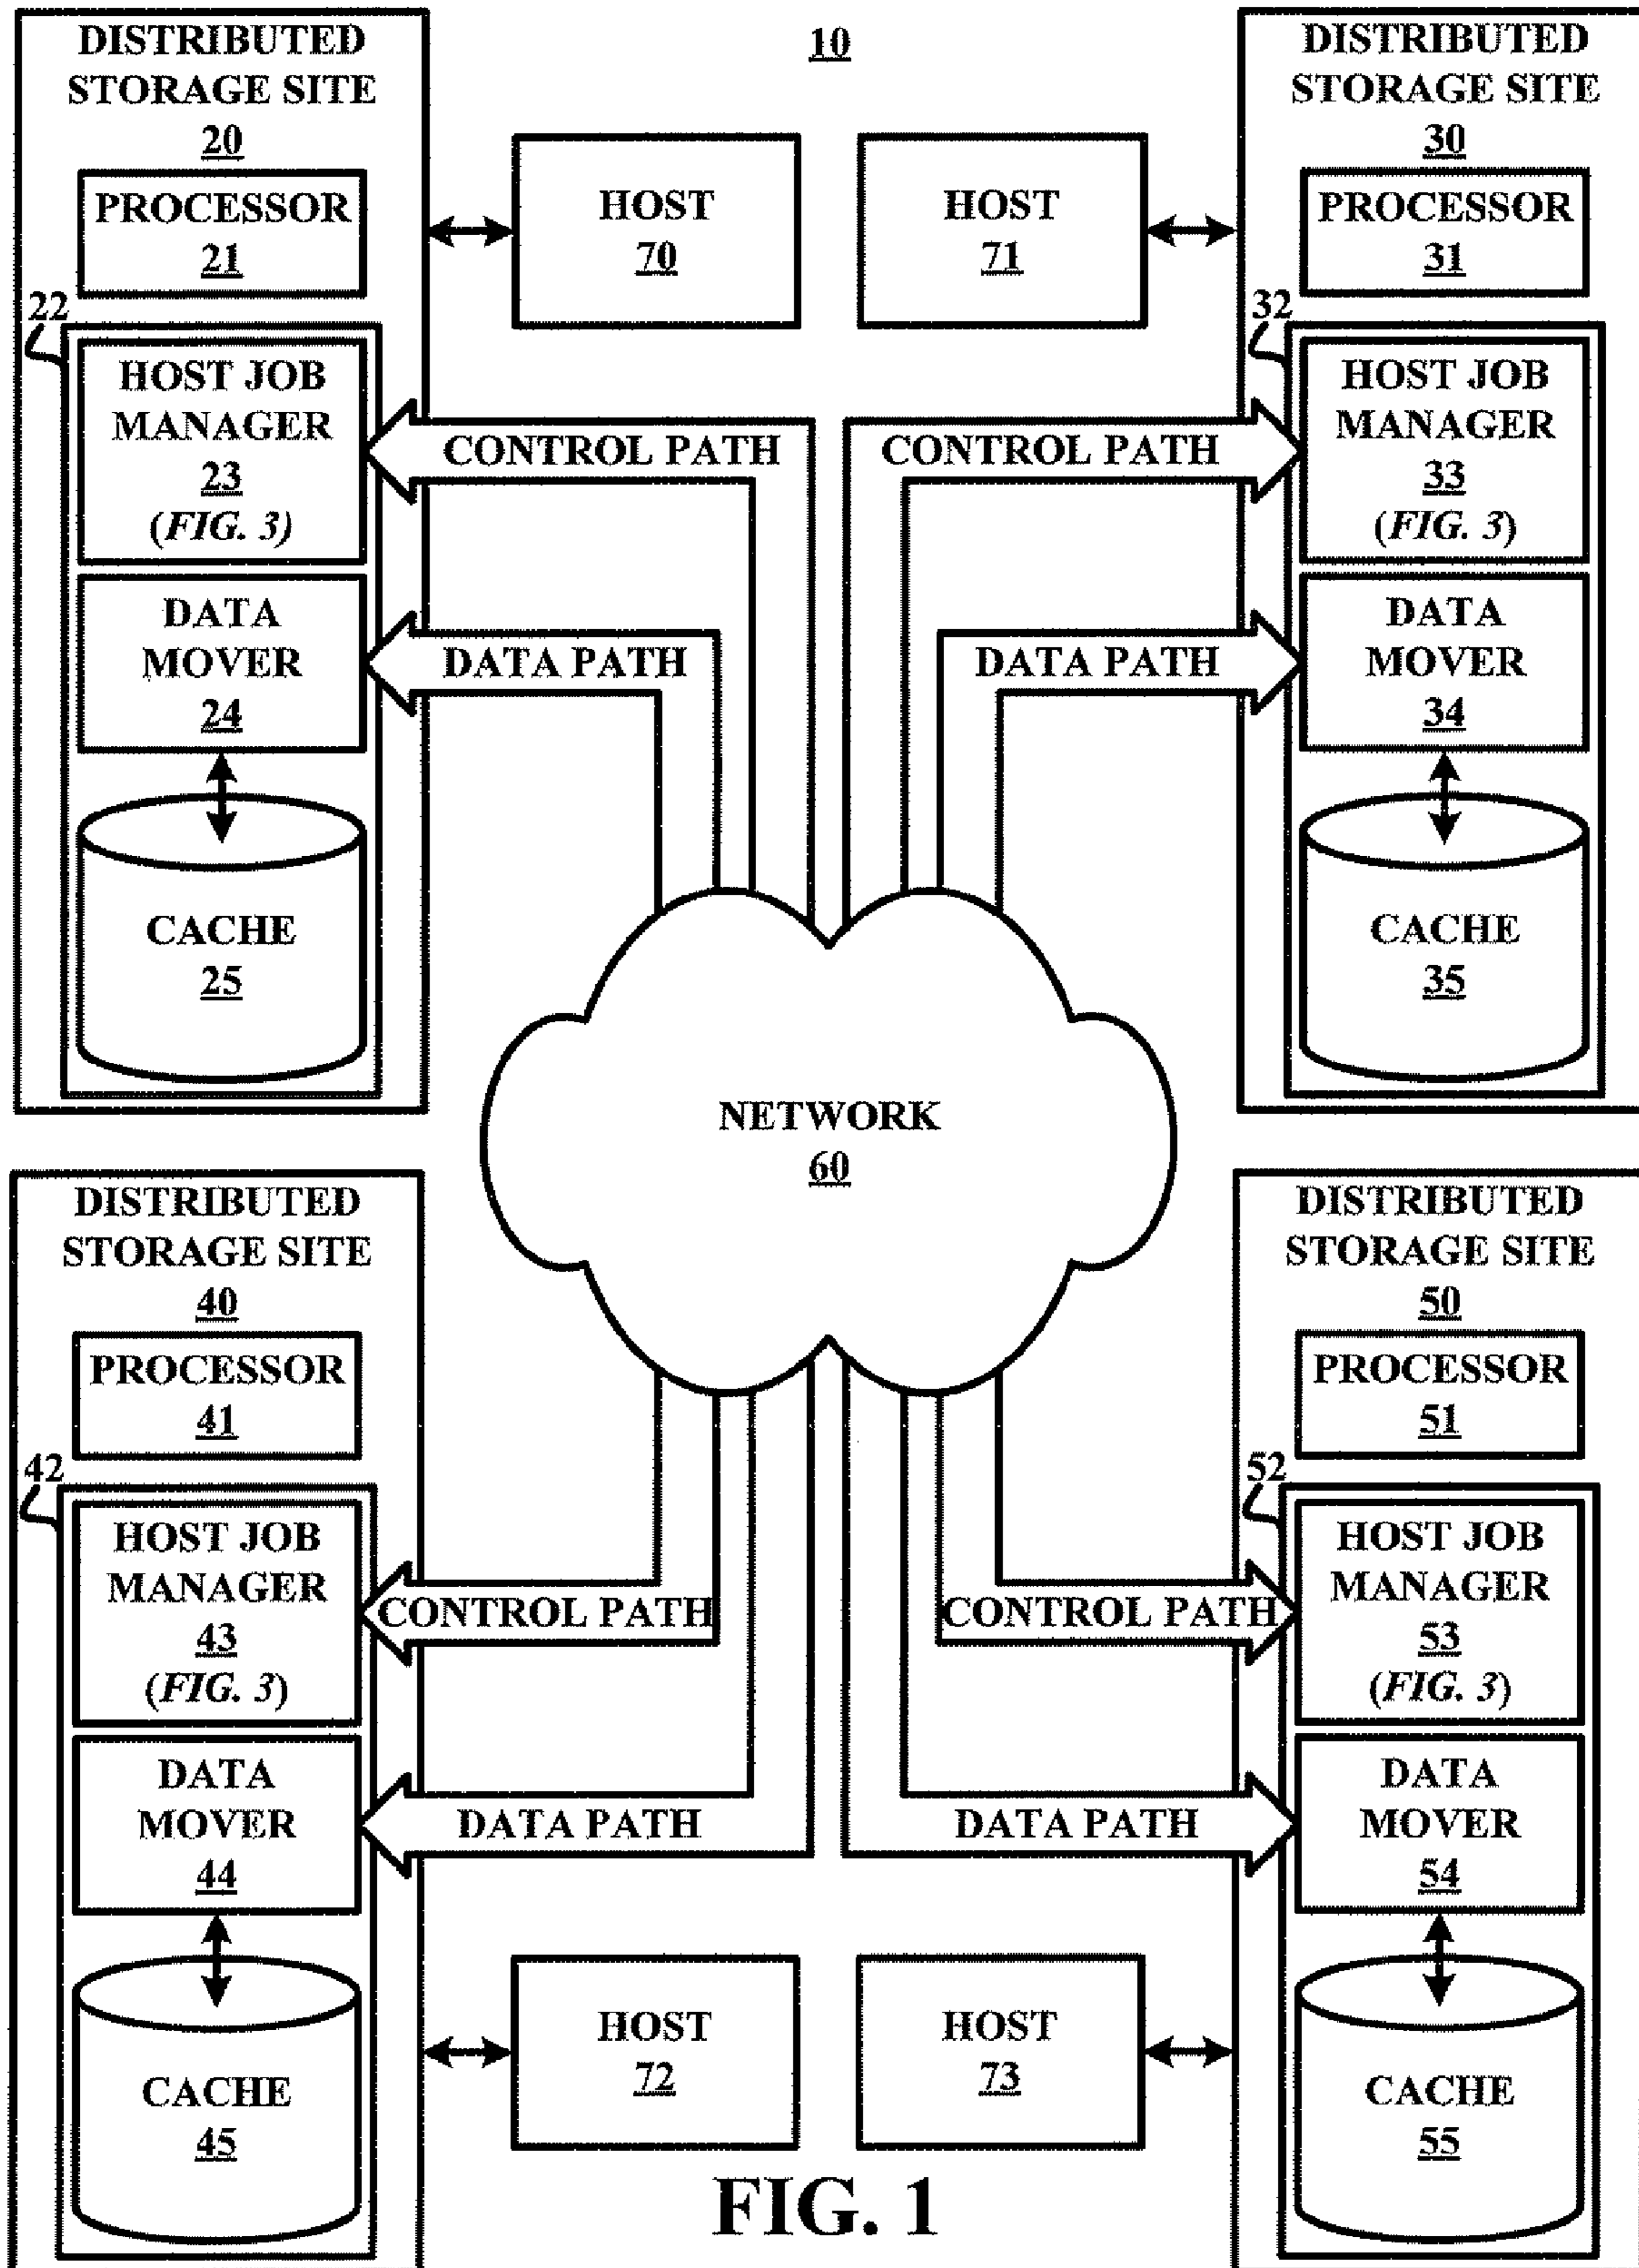 10
DISTRIBUTED
STORAGE SITE
20
PROCESSOR
21
22
HOST JOB
MANAGER
23
(FIG. 3)
DATA
MOVER
24
CACHE
25
HOST
70
HOST
71
DISTRIBUTED
STORAGE SITE
30
PROCESSOR
31
32
HOST JOB
MANAGER
33
(FIG. 3)
DATA
MOVER
34
CACHE
35
CONTROL PATH
CONTROL PATH
DATA PATH
DATA PATH
NETWORK
60
DISTRIBUTED
STORAGE SITE
40
PROCESSOR
41
42
HOST JOB
MANAGER
43
(FIG. 3)
DATA
MOVER
44
CACHE
45
CONTROL PATH
CONTROL PATH
DATA PATH
DATA PATH
HOST
72
HOST
73
DISTRIBUTED
STORAGE SITE
50
PROCESSOR
51
52
HOST JOB
MANAGER
53
(FIG. 3)
DATA
MOVER
54
CACHE
55
FIG. 1